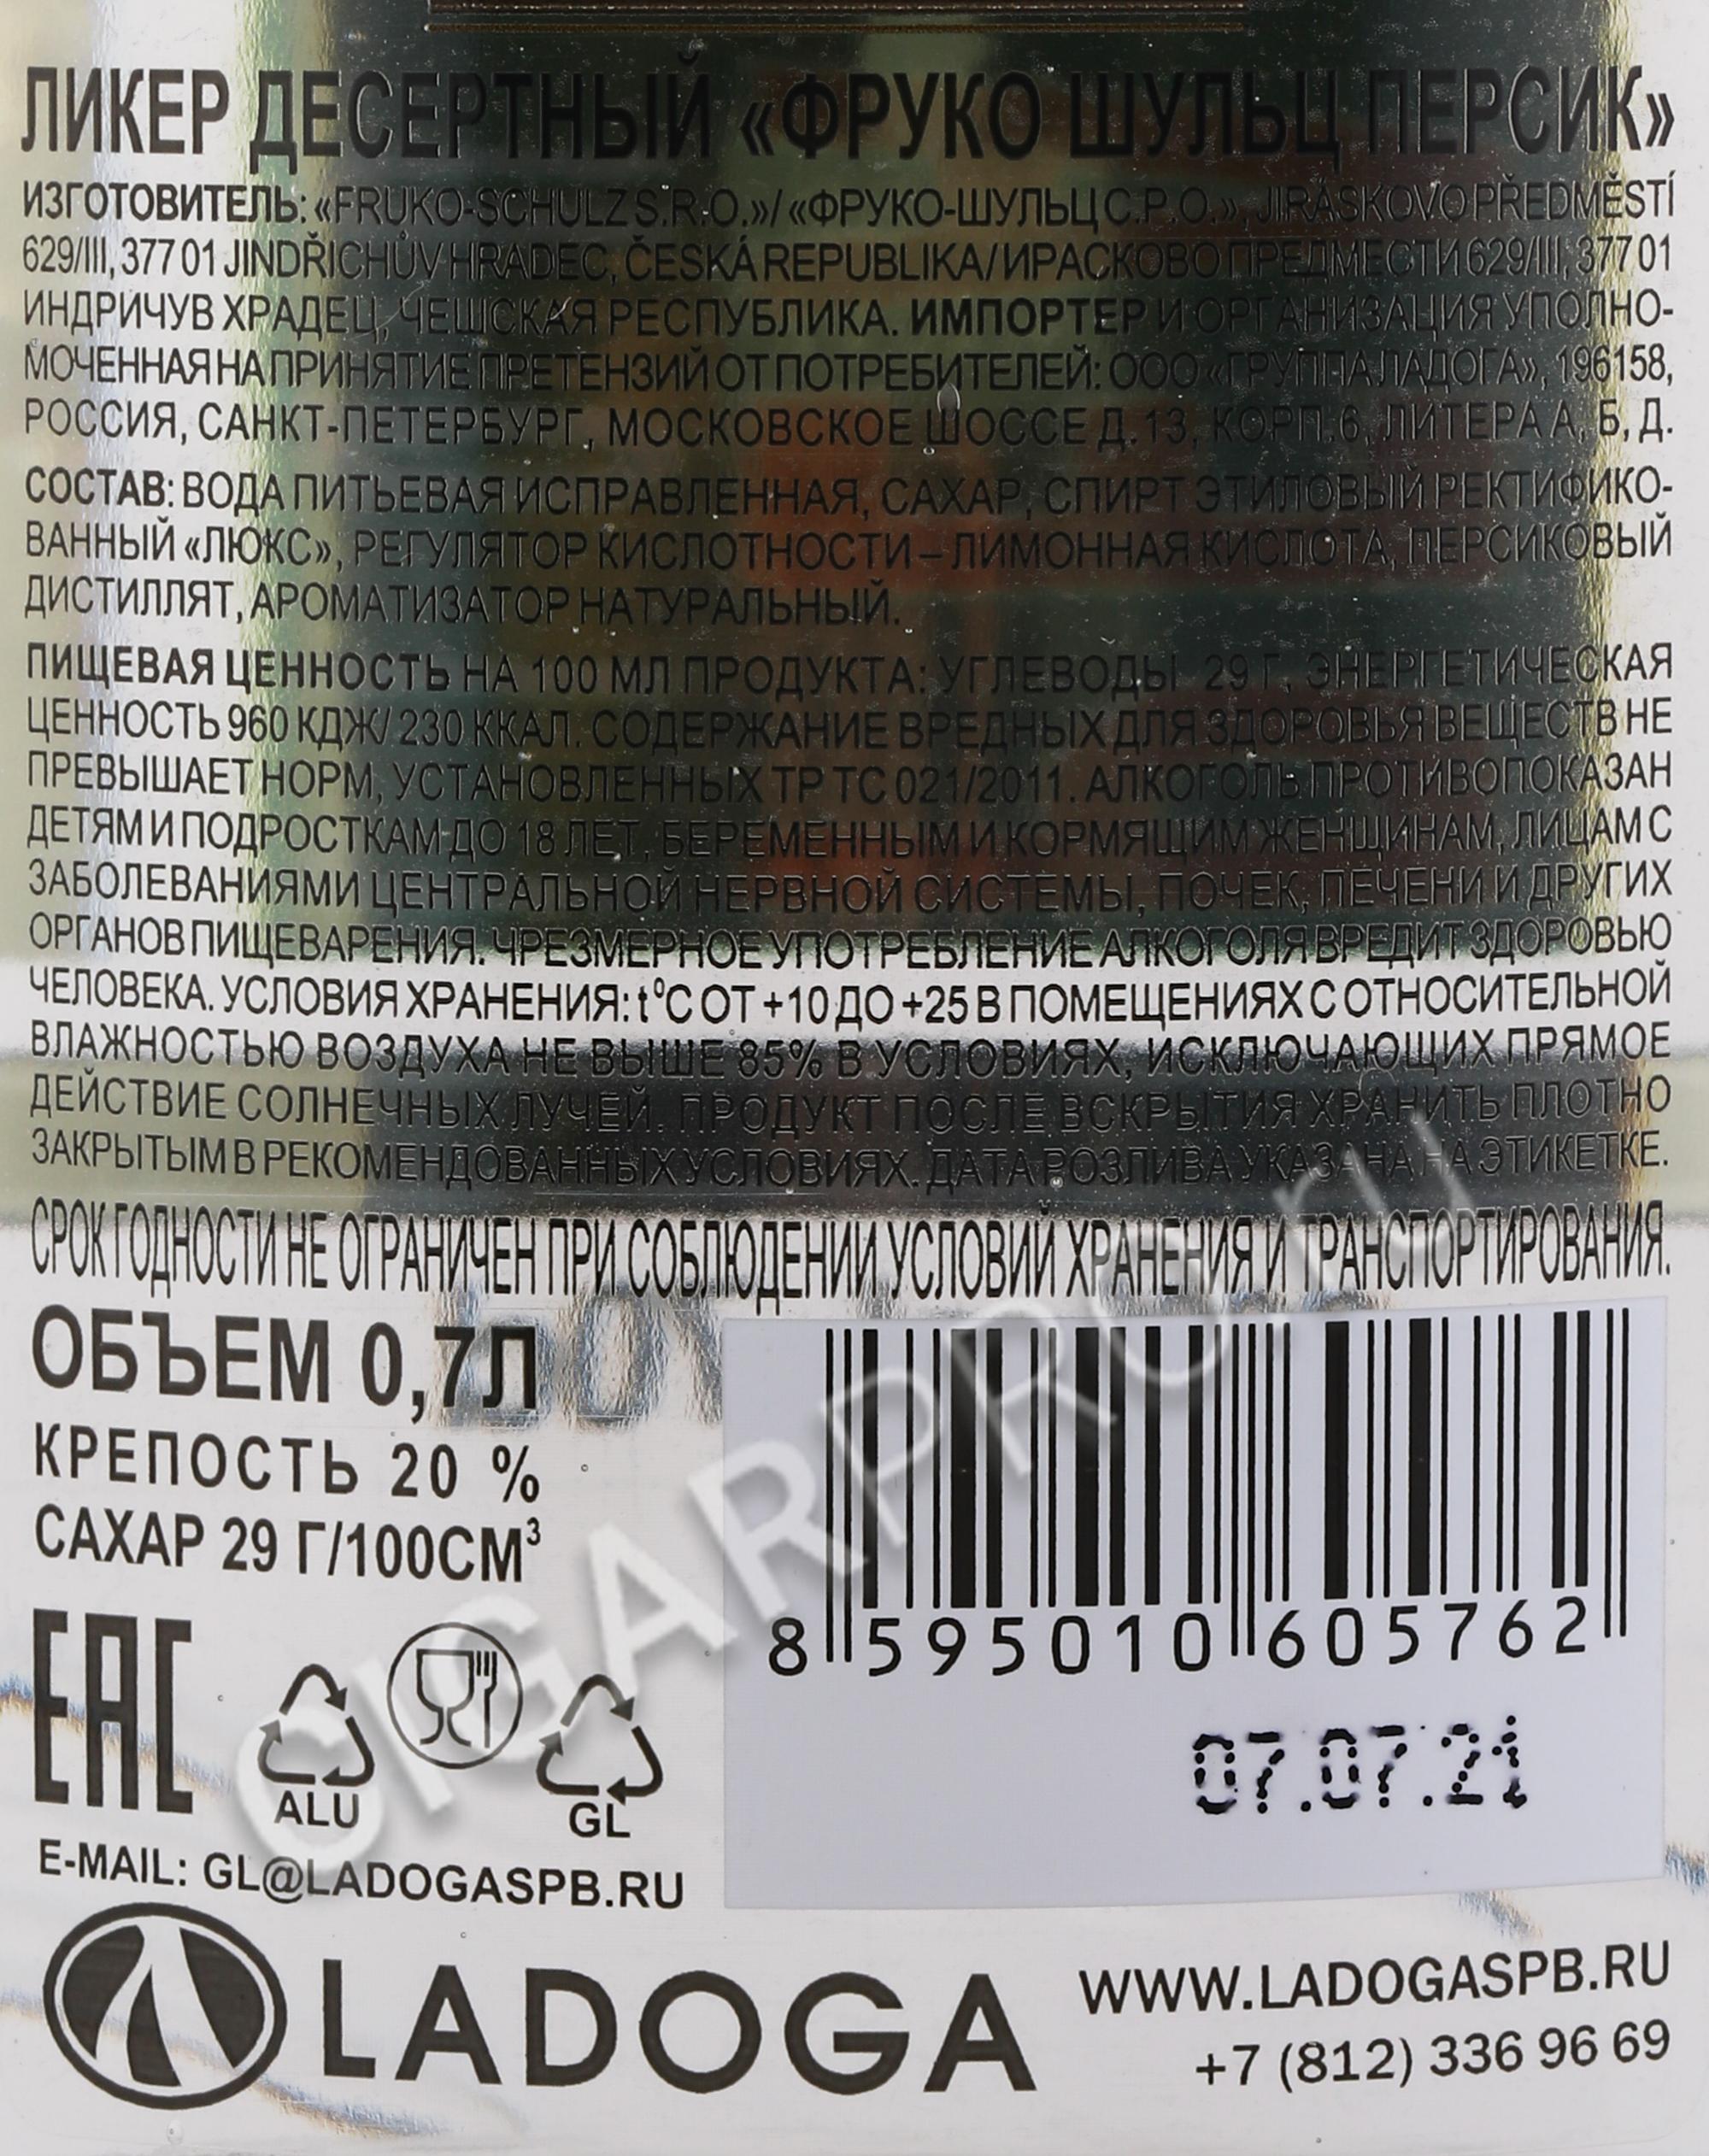 ЛИКЕР ДЕСЕРТНЫЙ «ФРУКО ШУЛЬЦ ПЕРСИК»
ИЗГОТОВИТЕЛЬ: «FRUKO-SCHULZ S.R.O.»/ «ФРУКО-ШУЛЬЦ С.Р.О.», JIRÁSKOVO PŘEDMĚSTÍ
629/III, 377 01 JINDŘICHŮV HRADEC, ČESKÁ REPUBLIKA/ ИРАСКОВО ПРЕДМЕСТИ 629/III, 377 01
ИНДРИЧУВ ХРАДЕЦ, ЧЕШСКАЯ РЕСПУБЛИКА. ИМПОРТЕР И ОРГАНИЗАЦИЯ УПОЛНО-
МОЧЕННАЯ НА ПРИНЯТИЕ ПРЕТЕНЗИЙ ОТ ПОТРЕБИТЕЛЕЙ: ООО «ГРУППА ЛАДОГА», 196158,
РОССИЯ, САНКТ-ПЕТЕРБУРГ, МОСКОВСКОЕ ШОССЕ Д.13, КОРП.6, ЛИТЕРА А, Б, Д.
СОСТАВ: ВОДА ПИТЬЕВАЯ ИСПРАВЛЕННАЯ, САХАР, СПИРТ ЭТИЛОВЫЙ РЕКТИФИКО-
ВАННЫЙ «ЛЮКС», РЕГУЛЯТОР КИСЛОТНОСТИ – ЛИМОННАЯ КИСЛОТА, ПЕРСИКОВЫЙ
ДИСТИЛЛЯТ, АРОМАТИЗАТОР НАТУРАЛЬНЫЙ.
ПИЩЕВАЯ ЦЕННОСТЬ НА 100 МЛ ПРОДУКТА: УГЛЕВОДЫ 29 Г, ЭНЕРГЕТИЧЕСКАЯ
ЦЕННОСТЬ 960 КДЖ/ 230 ККАЛ. СОДЕРЖАНИЕ ВРЕДНЫХ ДЛЯ ЗДОРОВЬЯ ВЕЩЕСТВ НЕ
ПРЕВЫШАЕТ НОРМ, УСТАНОВЛЕННЫХ ТР ТС 021/2011. АЛКОГОЛЬ ПРОТИВОПОКАЗАН
ДЕТЯМ И ПОДРОСТКАМ ДО 18 ЛЕТ, БЕРЕМЕННЫМ И КОРМЯЩИМ ЖЕНЩИНАМ, ЛИЦАМ С
ЗАБОЛЕВАНИЯМИ ЦЕНТРАЛЬНОЙ НЕРВНОЙ СИСТЕМЫ, ПОЧЕК, ПЕЧЕНИ И ДРУГИХ
ОРГАНОВ ПИЩЕВАРЕНИЯ. ЧРЕЗМЕРНОЕ УПОТРЕБЛЕНИЕ АЛКОГОЛЯ ВРЕДИТ ЗДОРОВЬЮ
ЧЕЛОВЕКА. УСЛОВИЯ ХРАНЕНИЯ: t°C ОТ +10 ДО +25 В ПОМЕЩЕНИЯХ С ОТНОСИТЕЛЬНОЙ
ВЛАЖНОСТЬЮ ВОЗДУХА НЕ ВЫШЕ 85% В УСЛОВИЯХ, ИСКЛЮЧАЮЩИХ ПРЯМОЕ
ДЕЙСТВИЕ СОЛНЕЧНЫХ ЛУЧЕЙ. ПРОДУКТ ПОСЛЕ ВСКРЫТИЯ ХРАНИТЬ ПЛОТНО
ЗАКРЫТЫМ В РЕКОМЕНДОВАННЫХ УСЛОВИЯХ. ДАТА РОЗЛИВА УКАЗАНА НА ЭТИКЕТКЕ.
СРОК ГОДНОСТИ НЕ ОГРАНИЧЕН ПРИ СОБЛЮДЕНИИ УСЛОВИЙ ХРАНЕНИЯ И ТРАНСПОРТИРОВАНИЯ.
ОБЪЕМ 0,7Л
КРЕПОСТЬ 20 %
САХАР 29 Г/100СМ³
8 595010 605762
07.07.21
EAC
ALU
GL
E-MAIL: GL@LADOGASPB.RU
LADOGA
WWW.LADOGASPB.RU
+7 (812) 336 96 69
CIGARPRO.ru